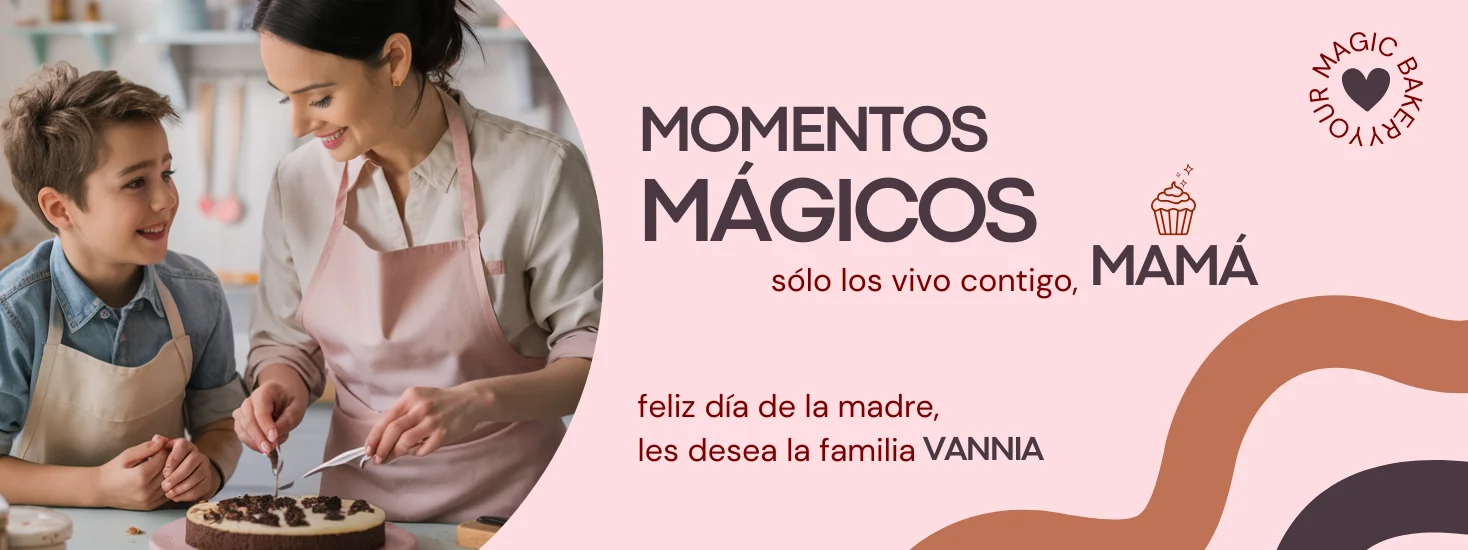 MOMENTOS
MÁGICOS
sólo los vivo contigo, MAMÁ
feliz día de la madre,
les desea la familia VANNIA
YOUR MAGIC BAKERY